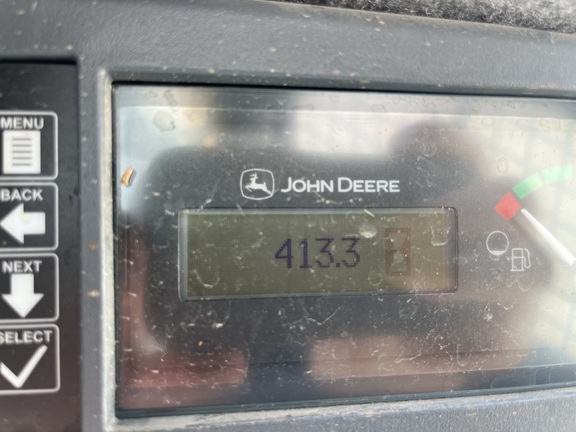 MENU
BACK
NEXT
SELECT
JOHN DEERE
413.3